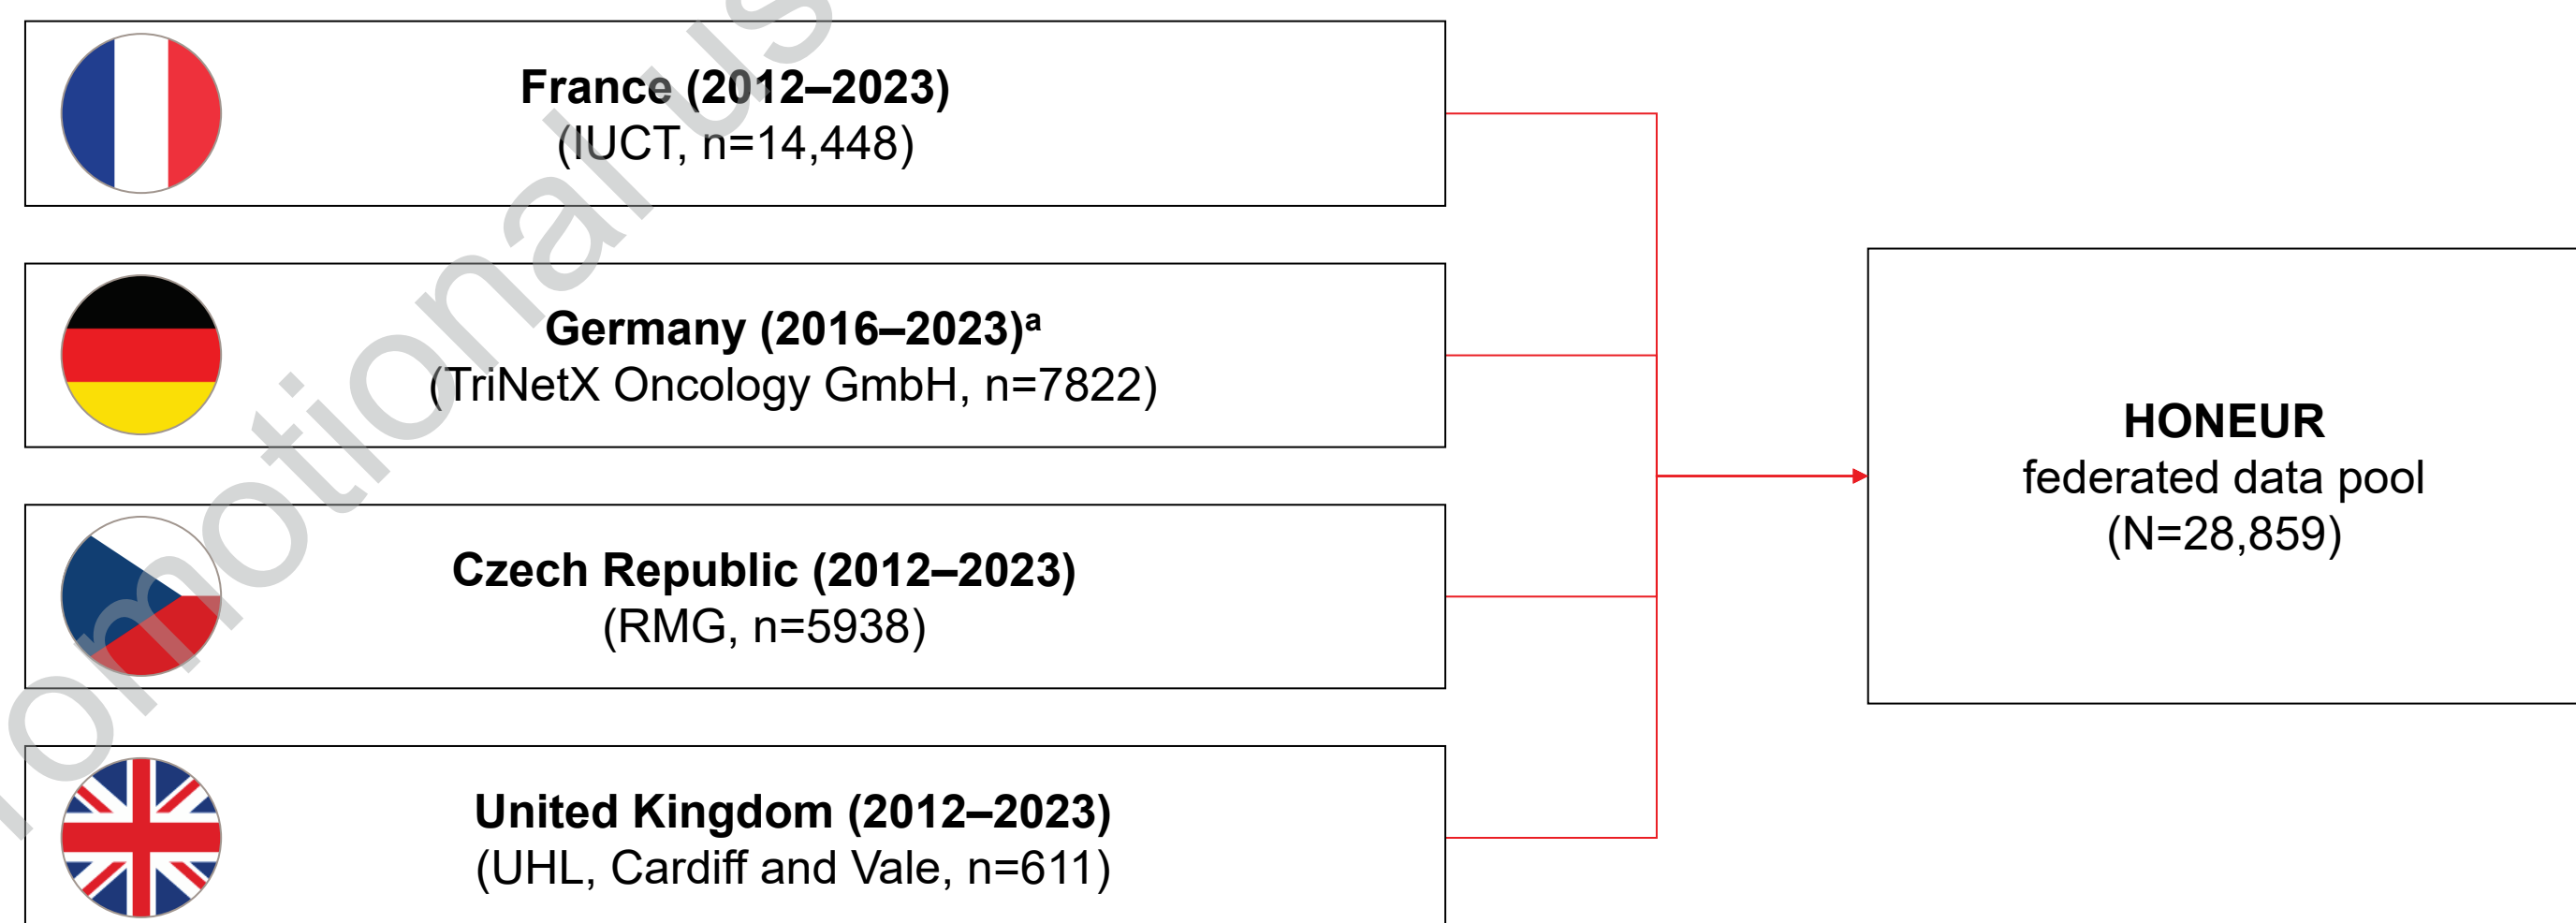 France (2012–2023)
(IUCT, n=14,448)
Germany (2016–2023)ᵃ
(TriNetX Oncology GmbH, n=7822)
Czech Republic (2012–2023)
(RMG, n=5938)
United Kingdom (2012–2023)
(UHL, Cardiff and Vale, n=611)
HONEUR
federated data pool
(N=28,859)